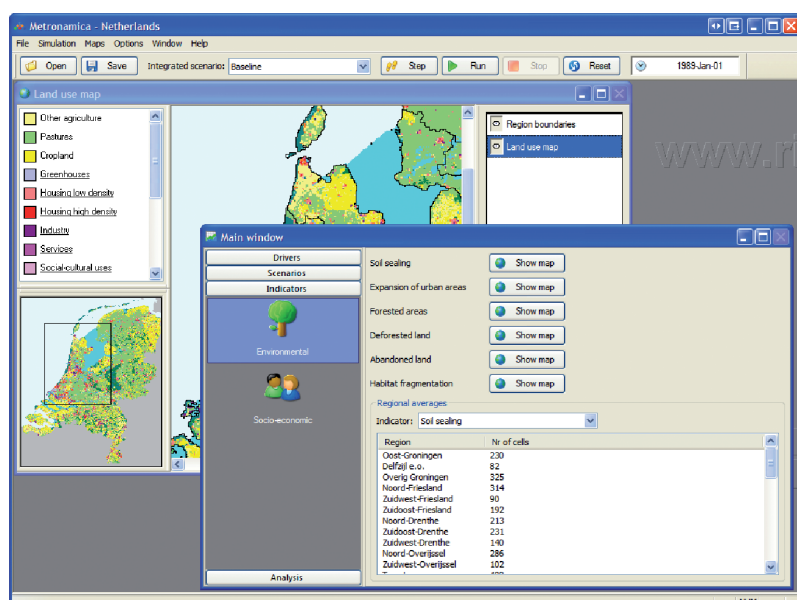 Metronamica - Netherlands
File Simulation Maps Options Window Help
Open Save Integrated scenario: Baseline Step Run Stop Reset 1989-Jan-01
Land use map
Other agriculture
Pastures
Cropland
Greenhouses
Housing low density
Housing high density
Industry
Services
Social-cultural uses
Region boundaries
Land use map
www.ri
Main window
Drivers
Scenarios
Indicators
Environmental
Socio-economic
Analysis
Soil sealing Show map
Expansion of urban areas Show map
Forested areas Show map
Deforested land Show map
Abandoned land Show map
Habitat fragmentation Show map
Regional averages
Indicator: Soil sealing
Region Nr of cells
Oost-Groningen 230
Delfzijl e.o. 82
Overig Groningen 325
Noord-Friesland 314
Zuidwest-Friesland 90
Zuidoost-Friesland 192
Noord-Drenthe 213
Zuidoost-Drenthe 231
Zuidwest-Drenthe 140
Noord-Overijssel 286
Zuidwest-Overijssel 102